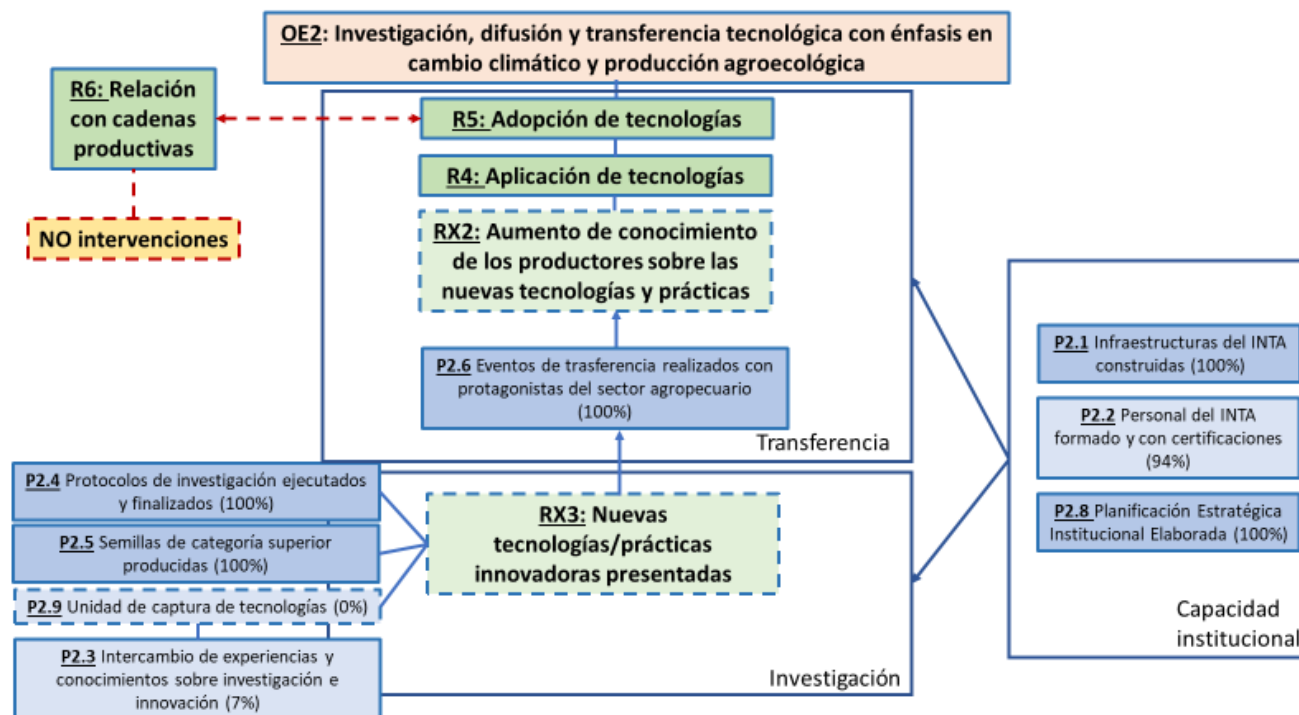 OE2: Investigación, difusión y transferencia tecnológica con énfasis en
cambio climático y producción agroecológica
R6: Relación
con cadenas
productivas
R5: Adopción de tecnologías
R4: Aplicación de tecnologías
NO intervenciones
RX2: Aumento de conocimiento
de los productores sobre las
nuevas tecnologías y prácticas
P2.6 Eventos de trasferencia realizados con
protagonistas del sector agropecuario
(100%)
Transferencia
P2.1 Infraestructuras del INTA
construidas (100%)
P2.2 Personal del INTA
formado y con certificaciones
(94%)
P2.8 Planificación Estratégica
Institucional Elaborada (100%)
Capacidad
institucional
P2.4 Protocolos de investigación ejecutados
y finalizados (100%)
P2.5 Semillas de categoría superior
producidas (100%)
P2.9 Unidad de captura de tecnologías (0%)
P2.3 Intercambio de experiencias y
conocimientos sobre investigación e
innovación (7%)
RX3: Nuevas
tecnologías/prácticas
innovadoras presentadas
Investigación